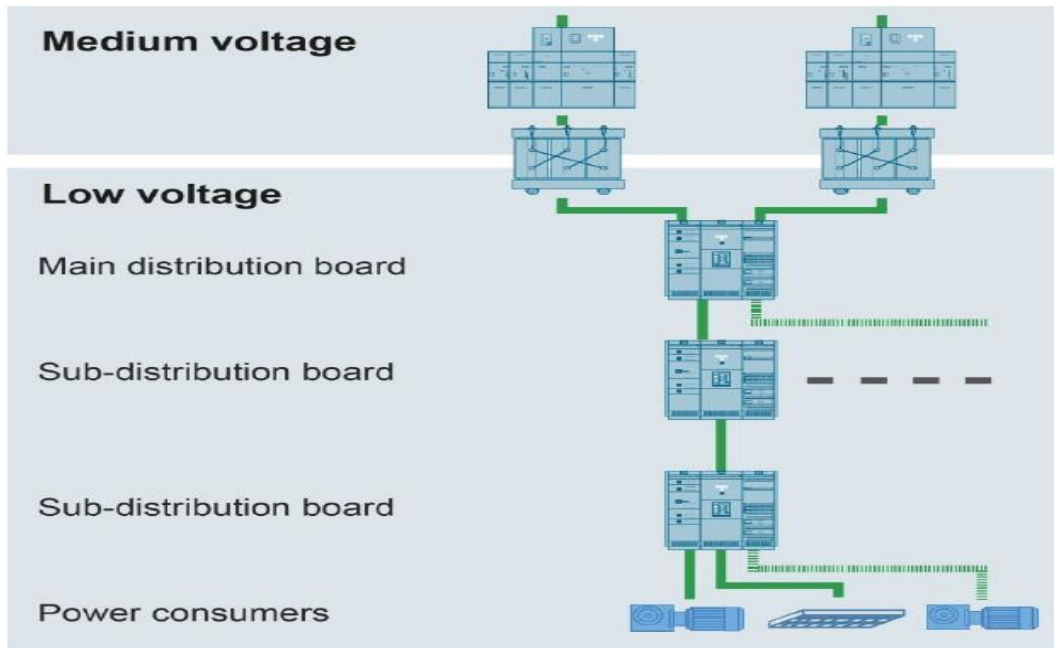 Medium voltage
Low voltage
Main distribution board
Sub-distribution board
Sub-distribution board
Power consumers